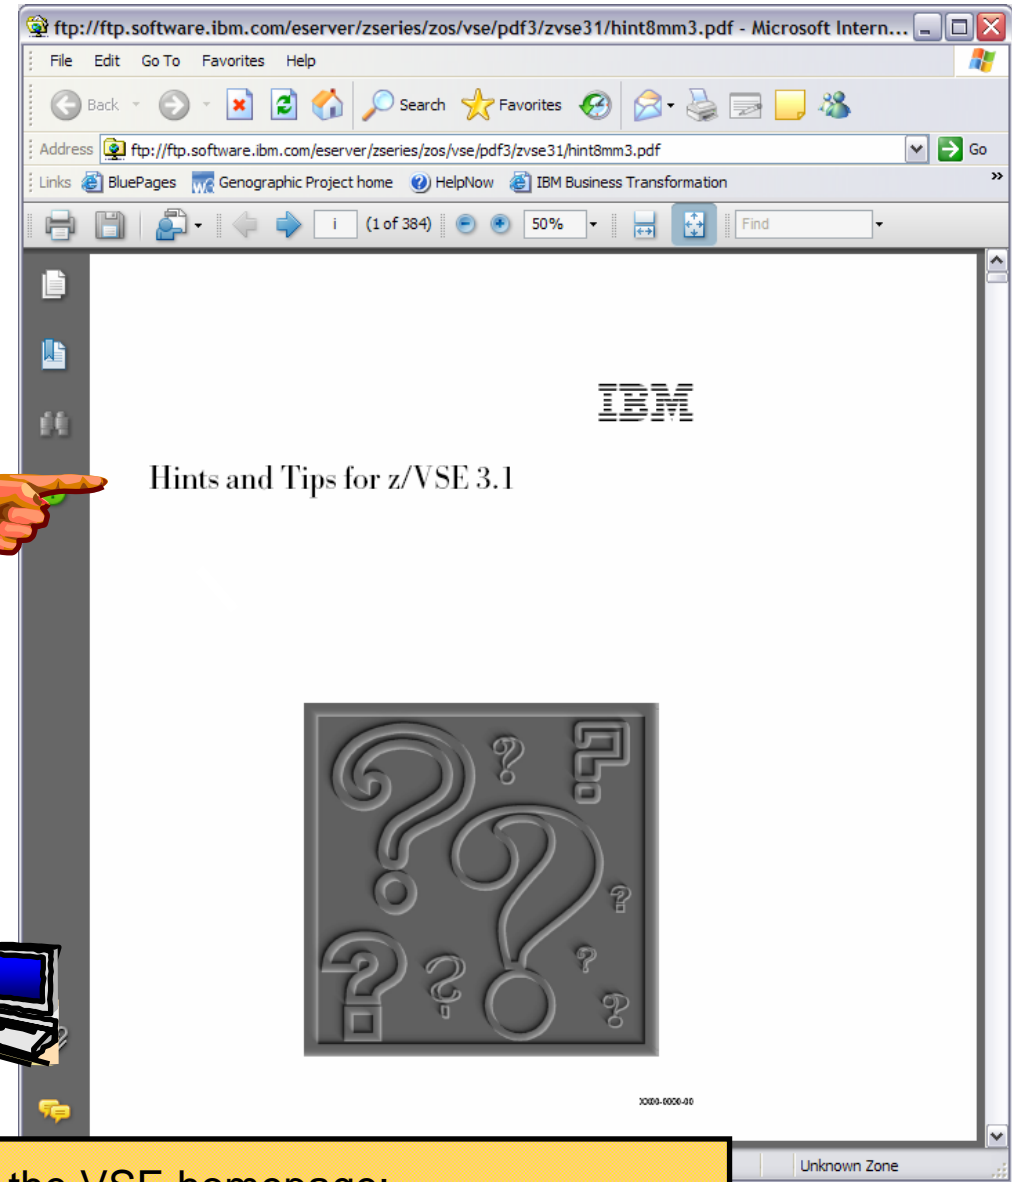 ftp://ftp.software.ibm.com/eserver/zseries/zos/vse/pdf3/zvse31/hint8mm3.pdf - Microsoft Intern...
File Edit Go To Favorites Help
Back Search Favorites
Address ftp://ftp.software.ibm.com/eserver/zseries/zos/vse/pdf3/zvse31/hint8mm3.pdf Go
Links BluePages Genographic Project home HelpNow IBM Business Transformation »
i (1 of 384) 50% Find
IBM
Hints and Tips for z/VSE 3.1
? ? ? ? ? ? ? ? ?
the VSE homepage:
Unknown Zone